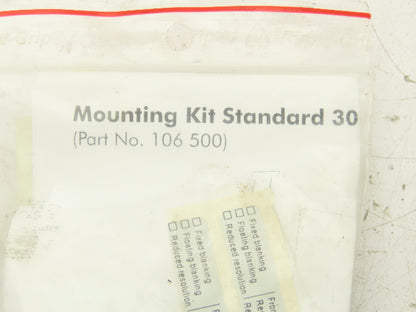 Mounting Kit Standard 30
(Part No. 106 500)
☐ Fixed blanking
☐ Floating blanking
☐ Reduced resolution
☐ Fixed blanking
☐ Floating blanking
☐ Reduced resolution